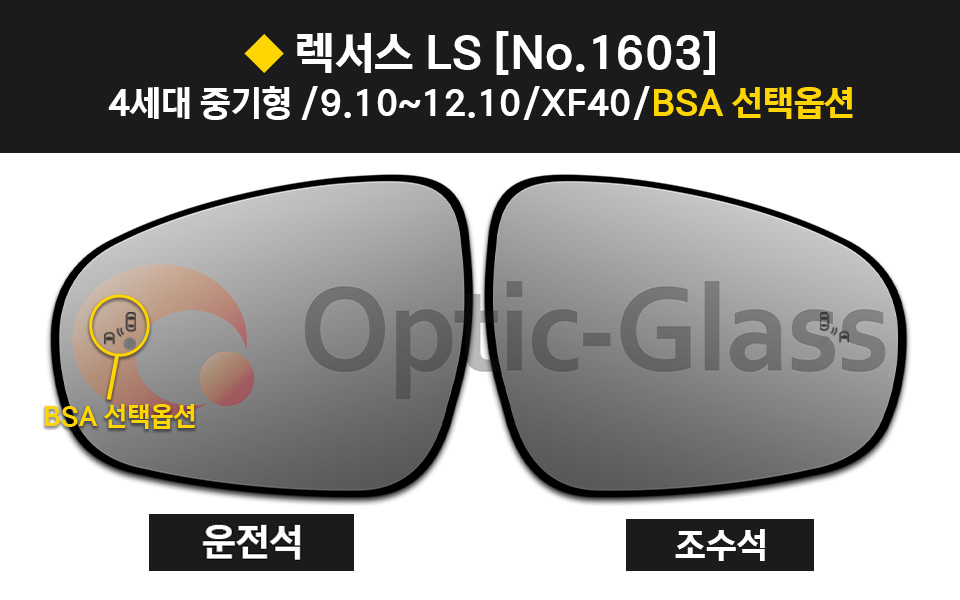 ◆ 렉서스 LS [No.1603]
4세대 중기형 /9.10~12.10/XF40/BSA 선택옵션
Optic-Glass
BSA 선택옵션
운전석
조수석